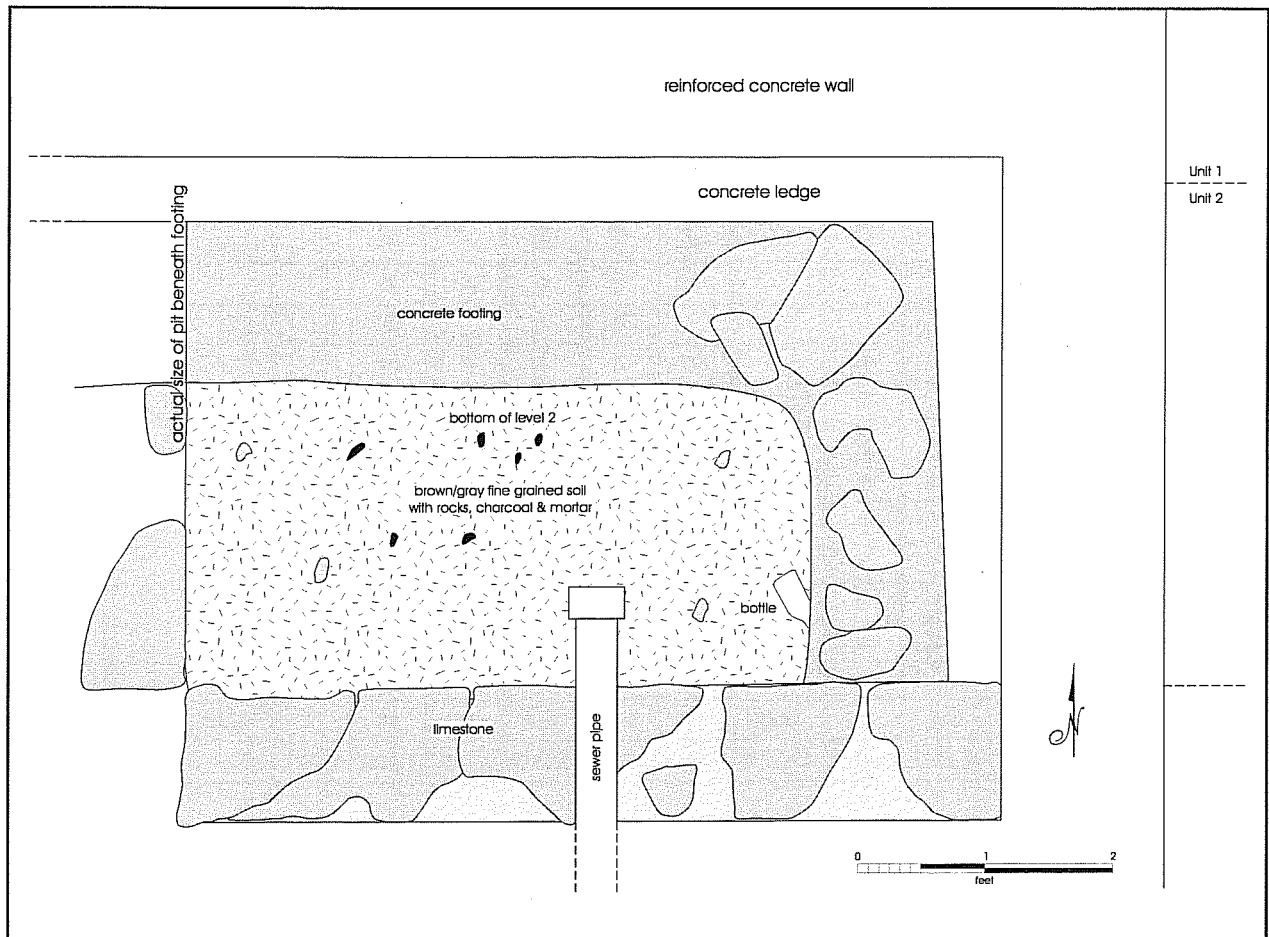 reinforced concrete wall
Unit 1
Unit 2
concrete ledge
actual size of pit beneath footing
concrete footing
bottom of level 2
brown/gray fine grained soil
with rocks, charcoal & mortar
bottle
limestone
sewer pipe
N
0 1 2
feet